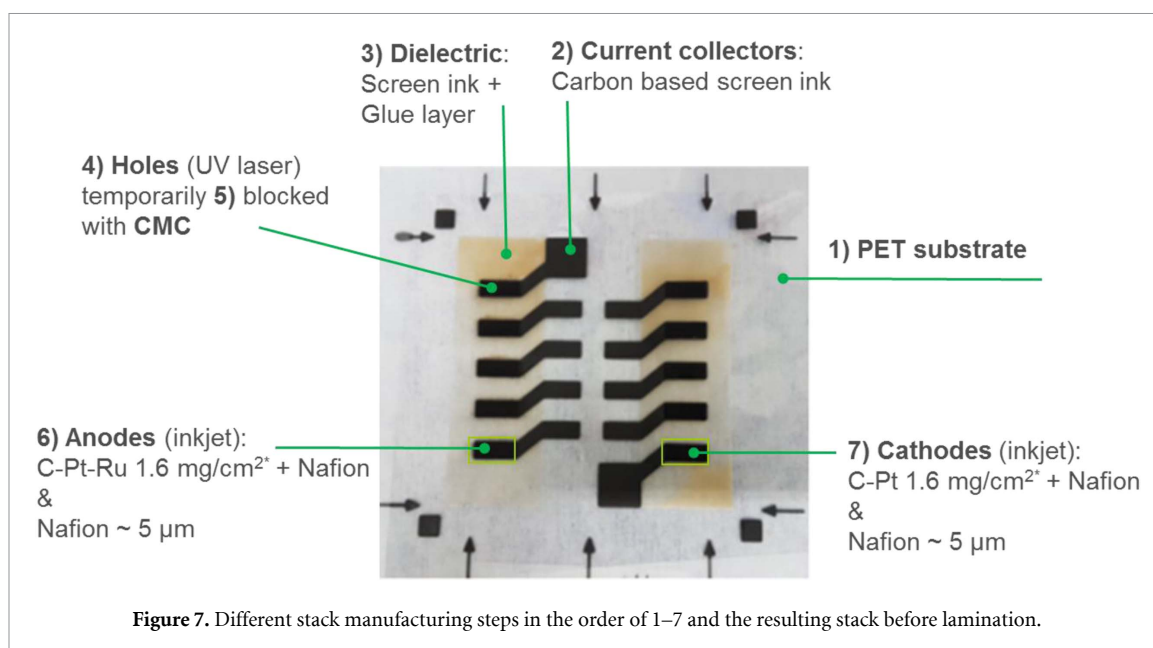 3) Dielectric:
Screen ink +
Glue layer
2) Current collectors:
Carbon based screen ink
4) Holes (UV laser)
temporarily 5) blocked
with CMC
1) PET substrate
6) Anodes (inkjet):
C-Pt-Ru 1.6 mg/cm²* + Nafion
&
Nafion ~ 5 µm
7) Cathodes (inkjet):
C-Pt 1.6 mg/cm²* + Nafion
&
Nafion ~ 5 µm
Figure 7. Different stack manufacturing steps in the order of 1–7 and the resulting stack before lamination.